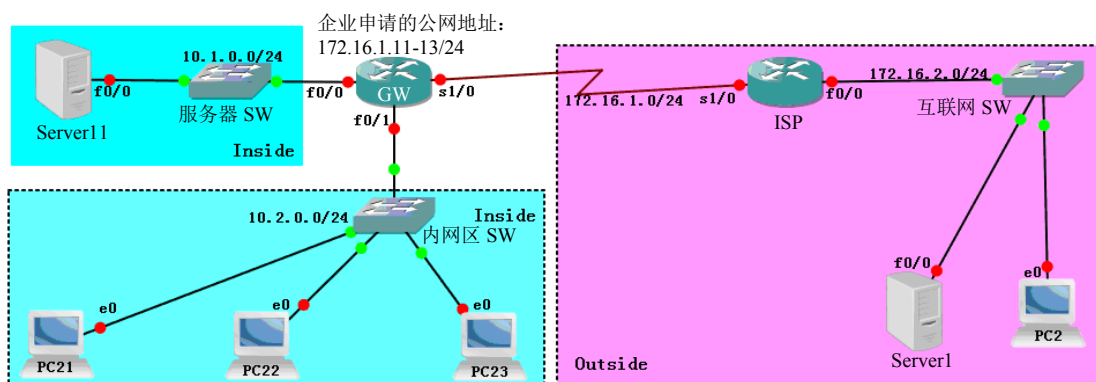 企业申请的公网地址：
172.16.1.11-13/24
10.1.0.0/24
f0/0
Server11
服务器 SW
f0/0
GW
s1/0
f0/1
Inside
172.16.1.0/24
s1/0
ISP
f0/0
172.16.2.0/24
互联网 SW
10.2.0.0/24
Inside
内网区 SW
e0
e0
e0
PC21
PC22
PC23
f0/0
e0
Server1
PC2
Outside